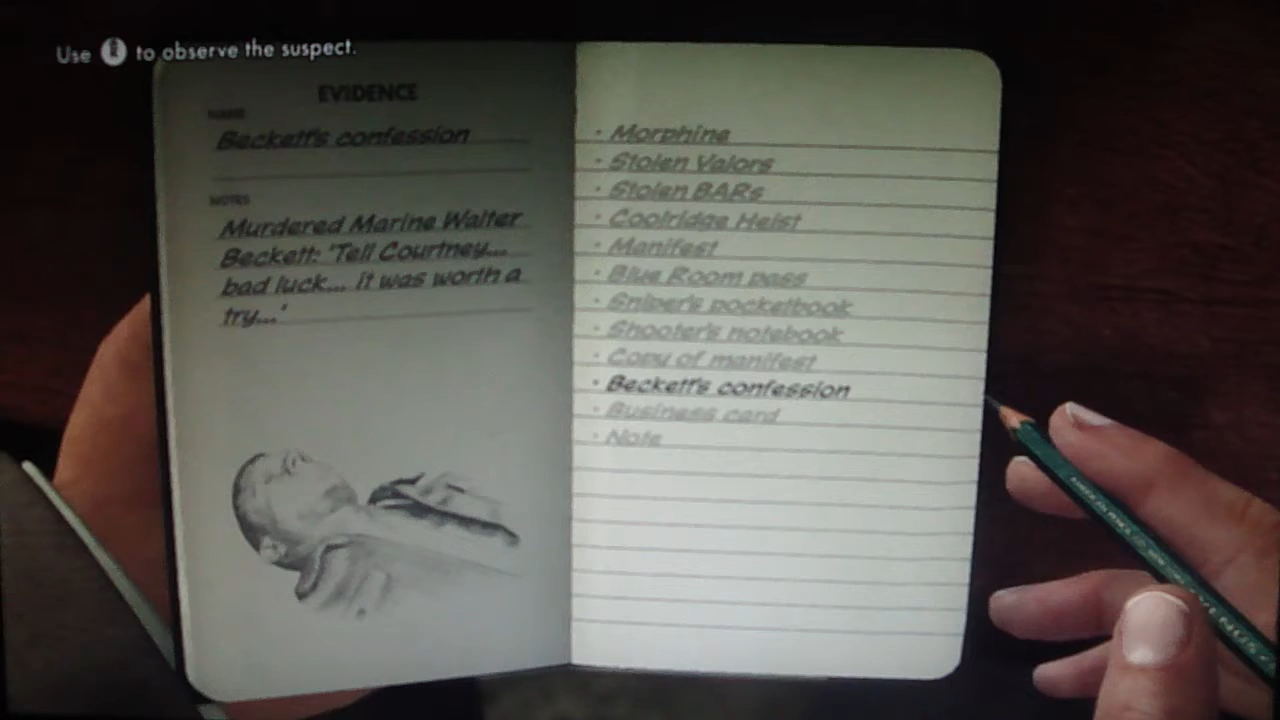 Use R to observe the suspect.
EVIDENCE
NAME
Beckett's confession
NOTES
Murdered Marine Walter
Beckett: 'Tell Courtney...
bad luck... it was worth a
try...'
• Morphine
• Stolen Valors
• Stolen BARs
• Coolridge Heist
• Manifest
• Blue Room pass
• Sniper's pocketbook
• Shooter's notebook
• Copy of manifest
• Beckett's confession
• Business card
• Note
VENUS